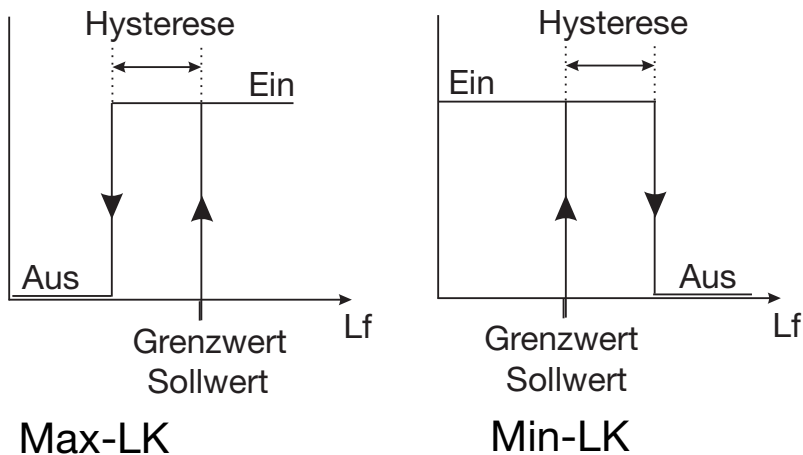 Hysterese
Ein
Aus
Lf
Grenzwert
Sollwert
Max-LK
Hysterese
Ein
Aus
Lf
Grenzwert
Sollwert
Min-LK